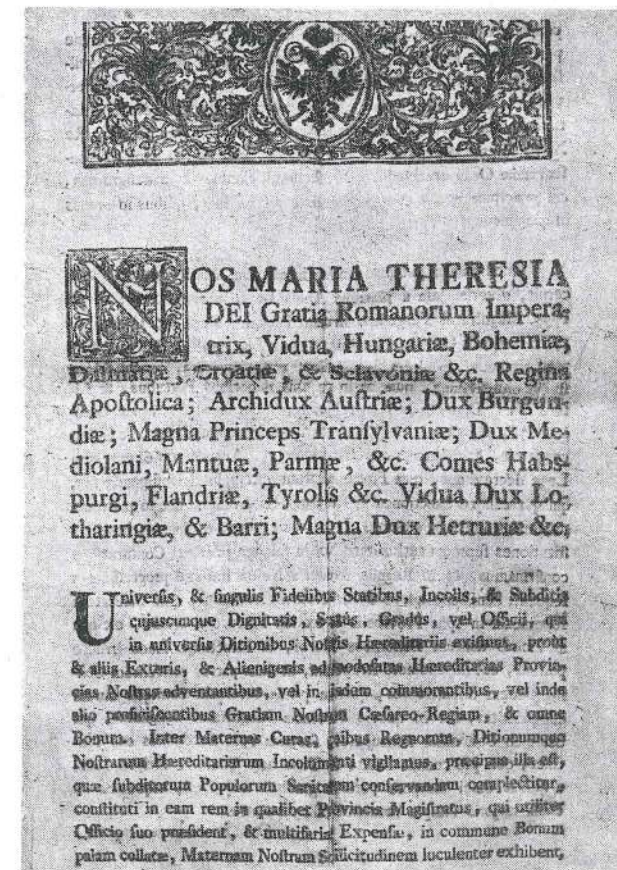 NOS MARIA THERESIA
DEI Gratia Romanorum Impera-
trix, Vidua, Hungariæ, Bohemiæ,
Dalmatiæ, Croatiæ, & Sclavoniæ &c. Regina
Apoſtolica; Archidux Auſtriæ; Dux Burgun-
diæ; Magna Princeps Tranſylvaniæ; Dux Me-
diolani, Mantuæ, Parmæ, &c. Comes Habs-
purgi, Flandriæ, Tyrolis &c. Vidua Dux Lo-
tharingiæ, & Barri; Magna Dux Hetruriæ &c,
Univerſis, & ſingulis Fidelibus Statibus, Incolis, & Subditis
cujuscunque Dignitatis, Status, Gradus, vel Officii, qui
in univerſis Ditionibus Noſtris Hæreditariis exiſtunt, prout
& aliis Exteris, & Alienigenis ad modofatas Hæreditarias Provin-
cias Noſtras adventantibus, vel in iisdem commorantibus, vel inde
alio proficiſcentibus Gratiam Noſtram Cæſareo-Regiam, & omne
Bonum. Inter Maternas Curas, quibus Regnorum, Ditionumque
Noſtrarum Hæreditariarum Incolumitati vigilamus, præcipua illa eſt,
quæ ſubditorum Populorum Sanitatem conſervandam complectitur,
conſtituti in eam rem in qualibet Provincia Magiſtratus, qui utiliter
Officio ſuo præſident, & multifariæ Expenſæ, in commune Bonum
palam collatæ, Maternam Noſtram Sollicitudinem luculenter exhibent,